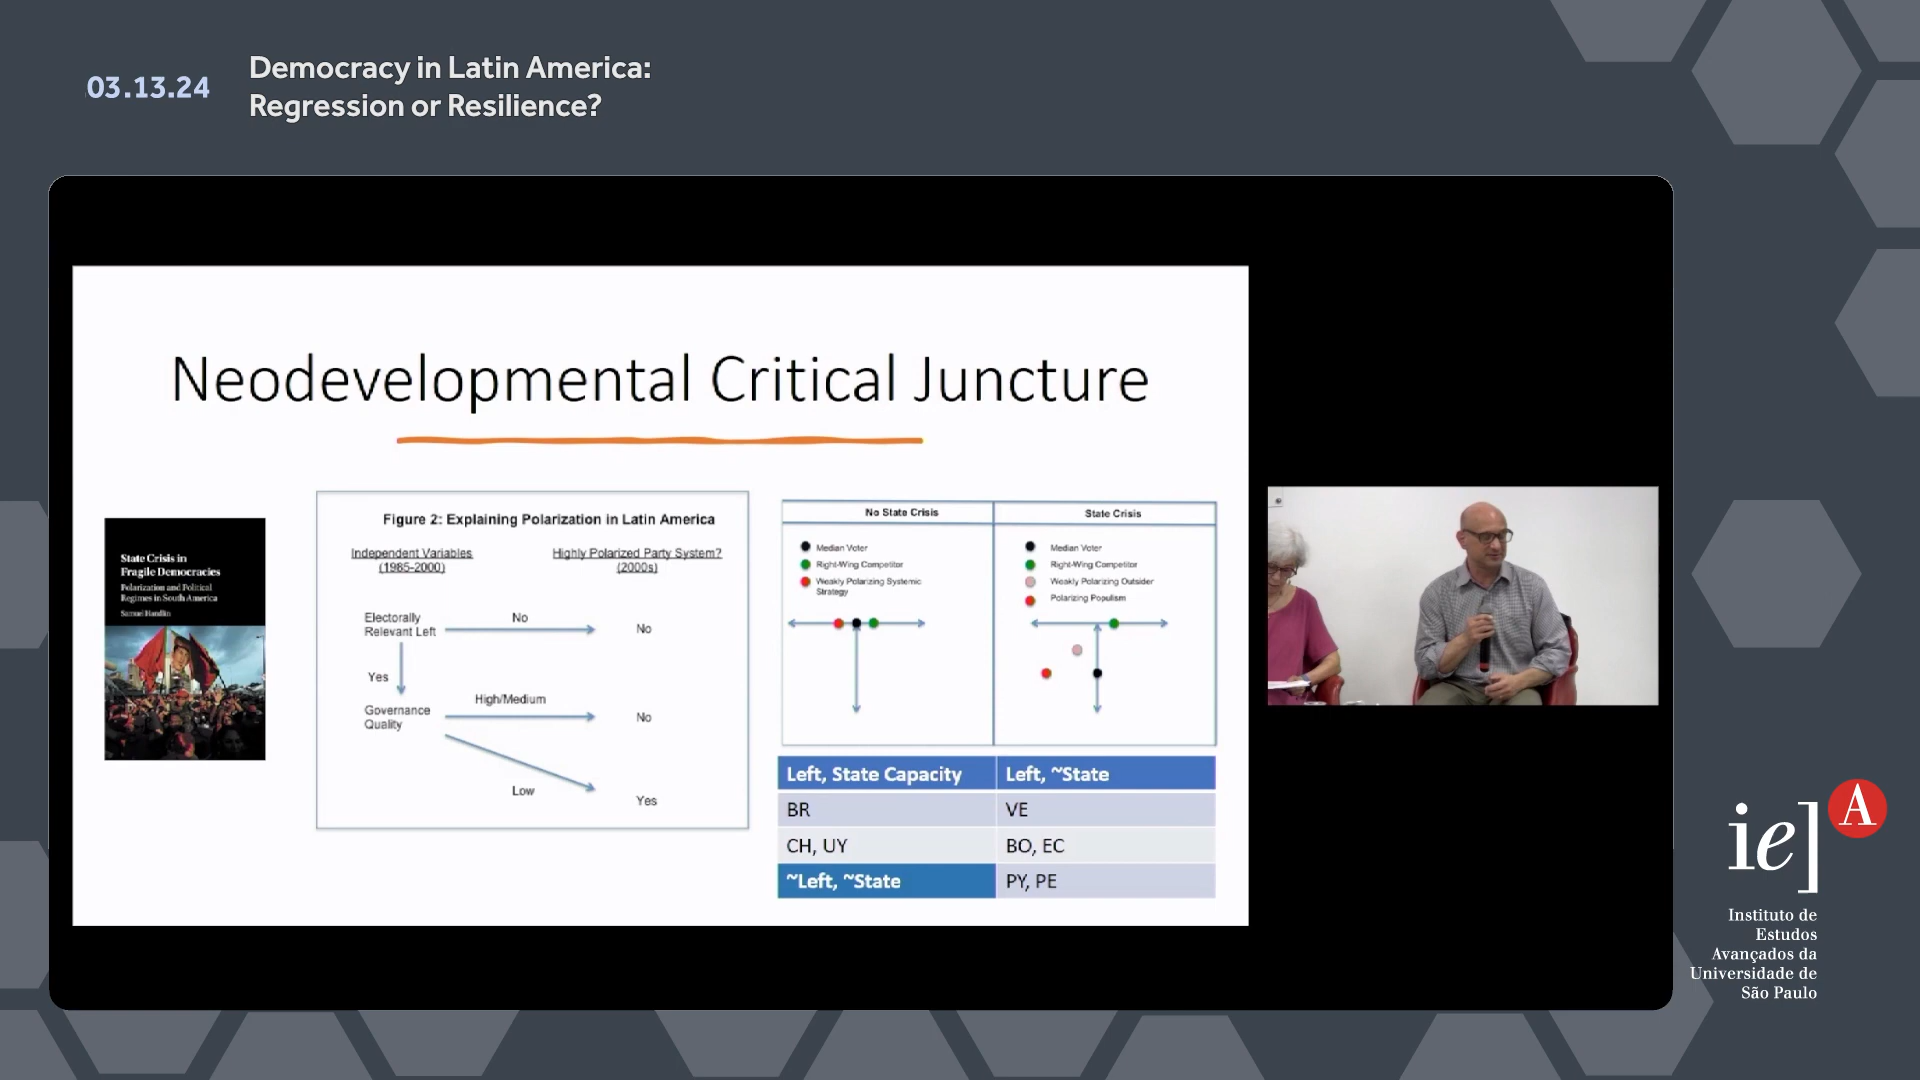 03.13.24
Democracy in Latin America:
Regression or Resilience?
Neodevelopmental Critical Juncture
State Crisis in
Fragile Democracies
Polarization and Political
Regimes in South America
Samuel Handlin
Figure 2: Explaining Polarization in Latin America
Independent Variables
(1985-2000)
Highly Polarized Party System?
(2000s)
Electorally
Relevant Left
No
No
Yes
Governance
Quality
High/Medium
No
Low
Yes
No State Crisis
State Crisis
Median Voter
Right-Wing Competitor
Weakly Polarizing Systemic
Strategy
Median Voter
Right-Wing Competitor
Weakly Polarizing Outsider
Polarizing Populism
Left, State Capacity
Left, ~State
BR
VE
CH, UY
BO, EC
~Left, ~State
PY, PE
ie]A
Instituto de
Estudos
Avançados da
Universidade de
São Paulo